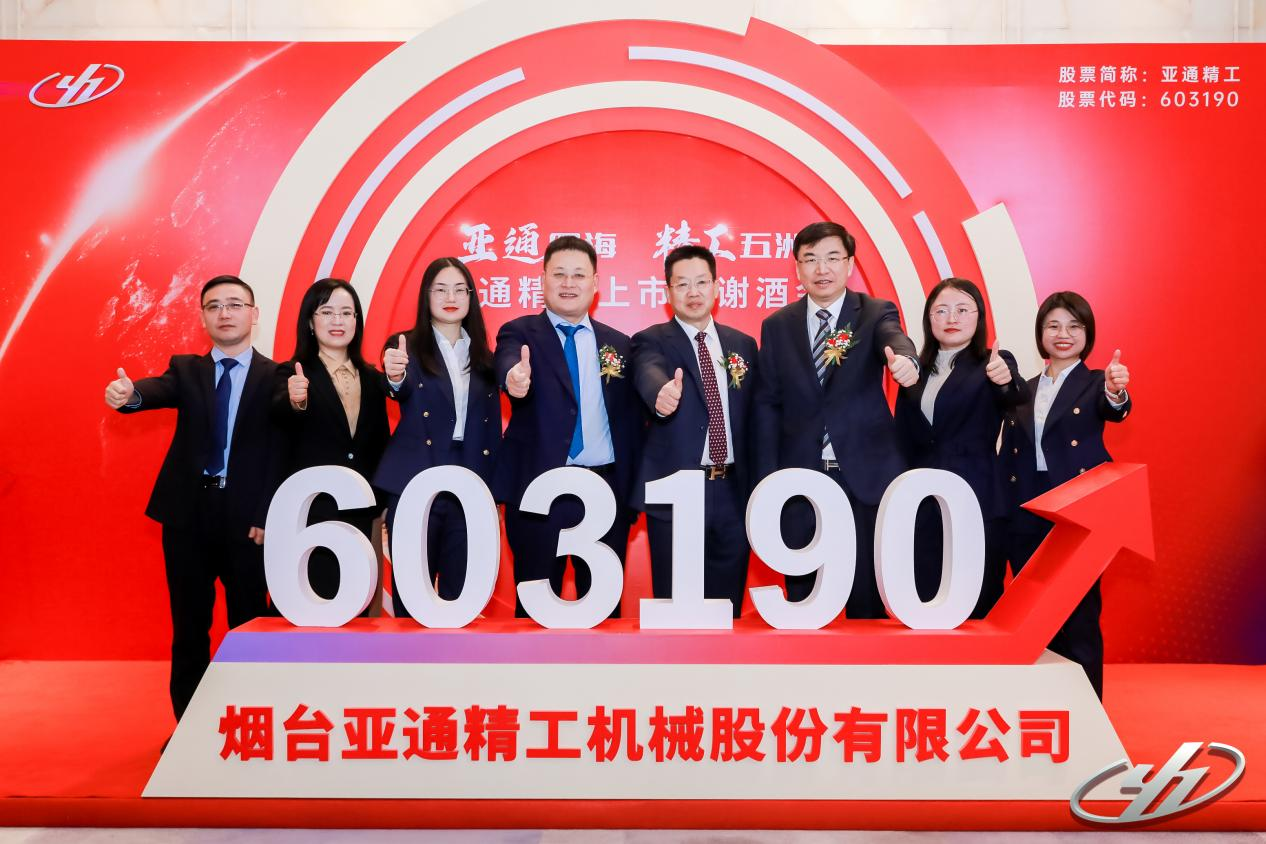 股票简称：亚通精工
股票代码：603190
亚通 海 精工五洲
通精 上市 谢酒
603190
烟台亚通精工机械股份有限公司